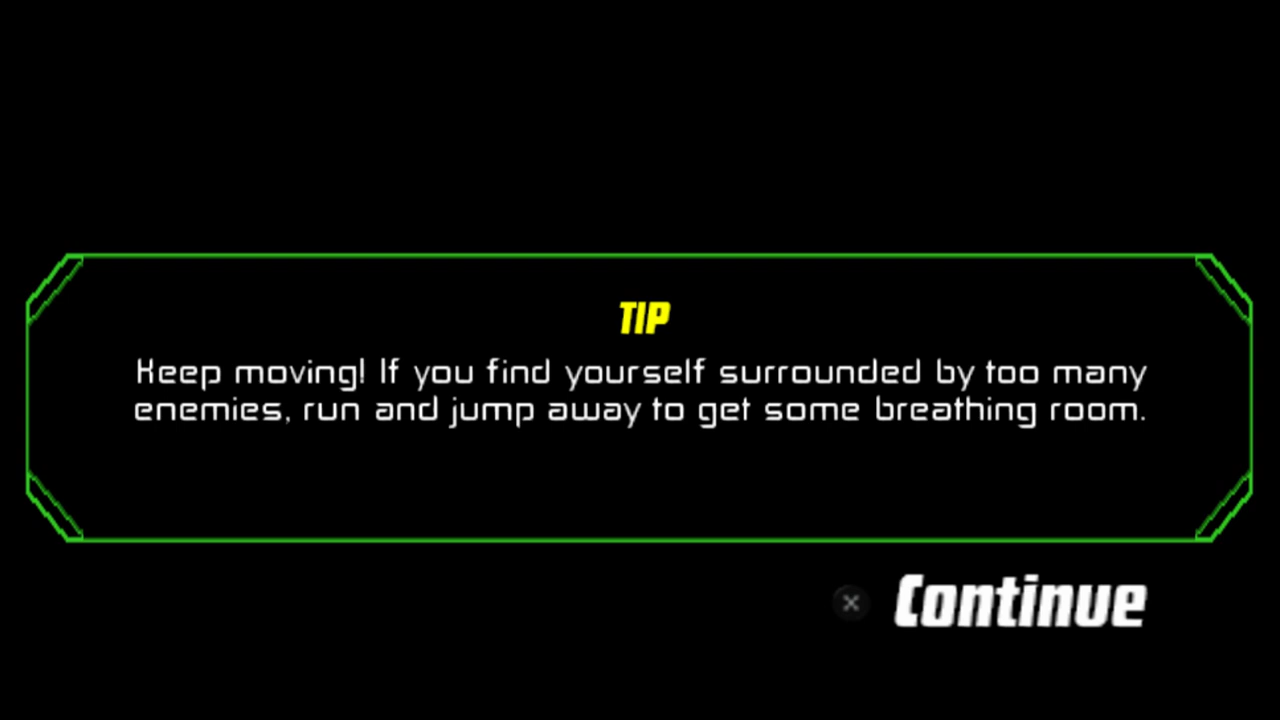 TIP
Keep moving! If you find yourself surrounded by too many
enemies, run and jump away to get some breathing room.
Continue